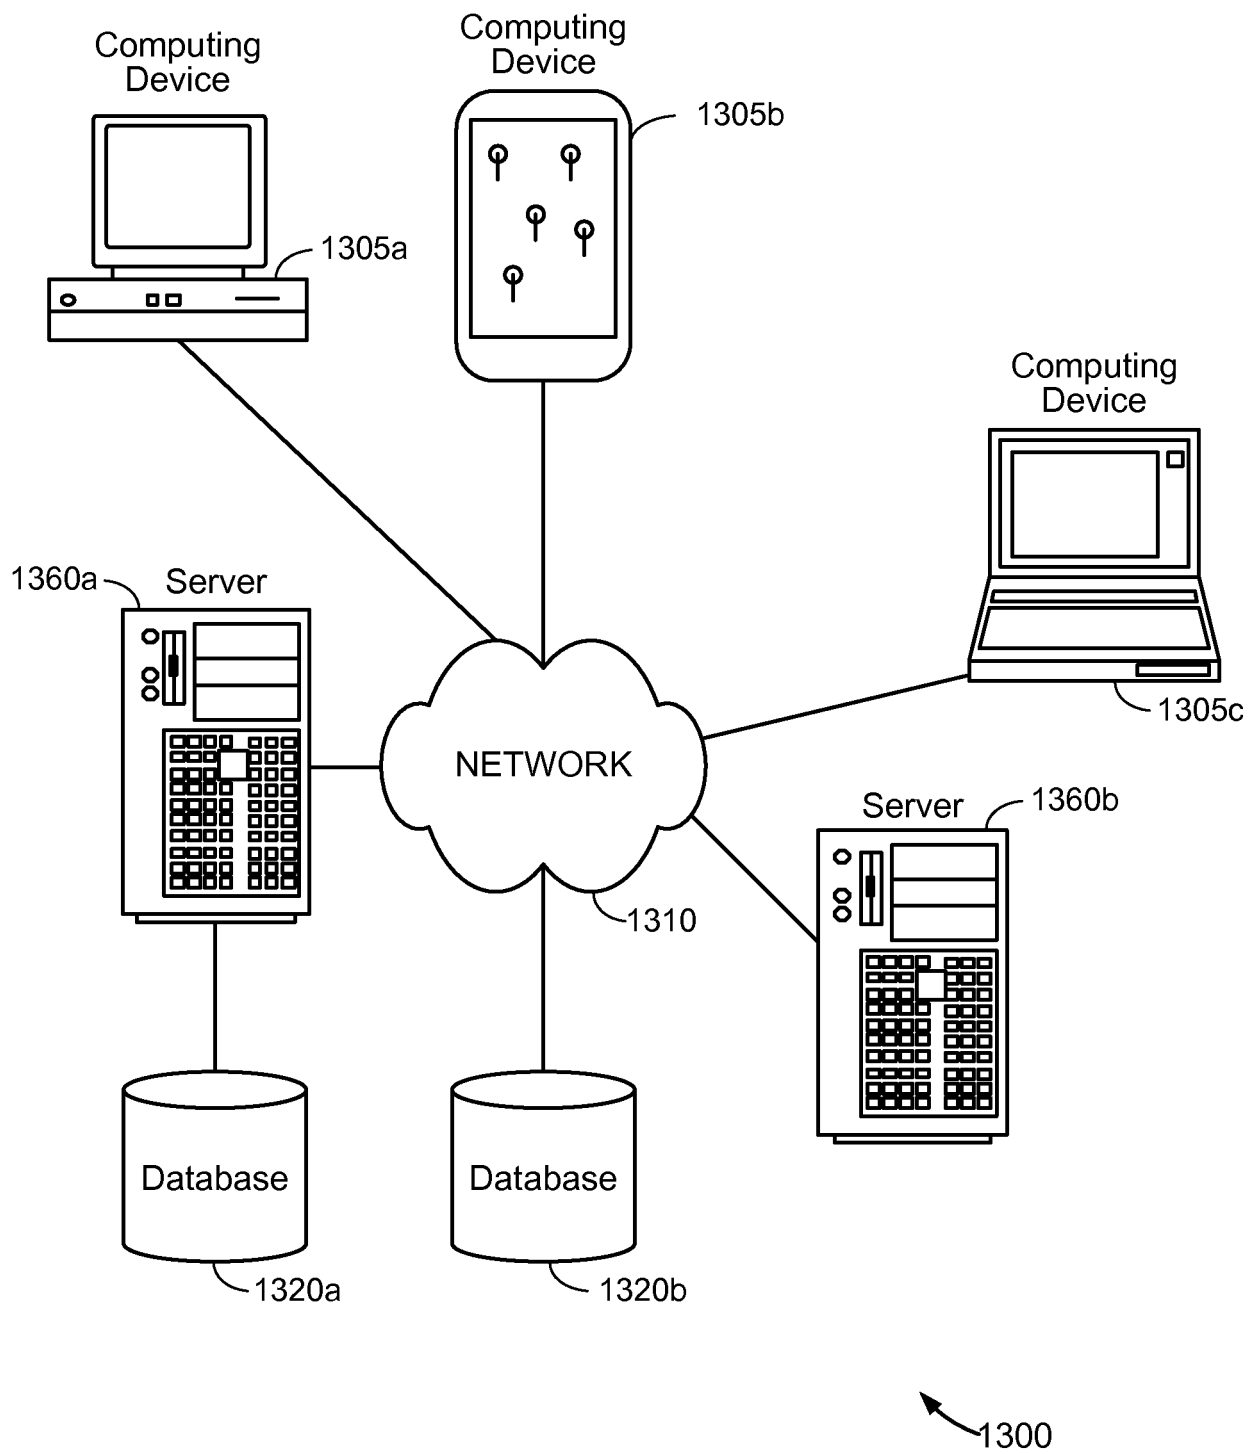 Computing
Device
Computing
Device
1305b
1305a
Computing
Device
1360a
Server
1305c
NETWORK
Server
1360b
1310
Database
Database
1320a
1320b
1300